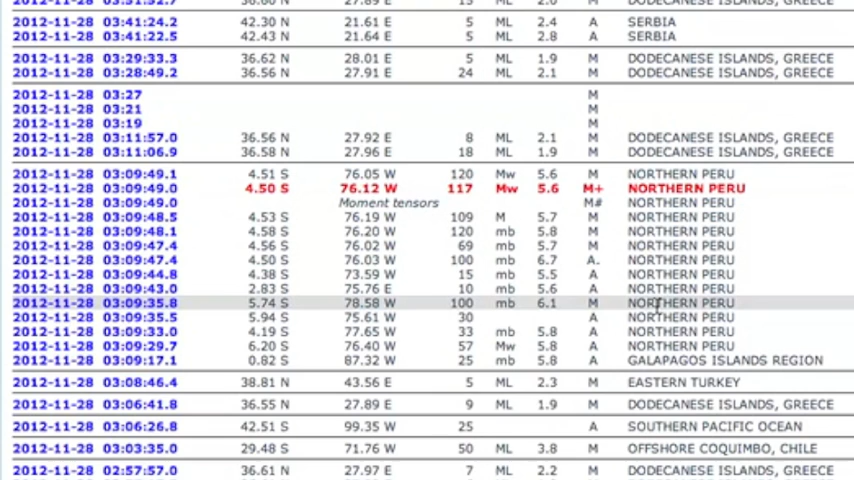 2012-11-28 03:41:24.2 42.30 N 21.61 E 5 ML 2.4 A SERBIA
2012-11-28 03:41:22.5 42.43 N 21.64 E 5 ML 2.8 A SERBIA
2012-11-28 03:29:33.3 36.62 N 28.01 E 5 ML 1.9 M DODECANESE ISLANDS, GREECE
2012-11-28 03:28:49.2 36.56 N 27.91 E 24 ML 2.1 M DODECANESE ISLANDS, GREECE
2012-11-28 03:27 M
2012-11-28 03:21 M
2012-11-28 03:19 M
2012-11-28 03:11:57.0 36.56 N 27.92 E 8 ML 2.1 M DODECANESE ISLANDS, GREECE
2012-11-28 03:11:06.9 36.58 N 27.96 E 18 ML 1.9 M DODECANESE ISLANDS, GREECE
2012-11-28 03:09:49.1 4.51 S 76.05 W 120 Mw 5.6 M NORTHERN PERU
2012-11-28 03:09:49.0 4.50 S 76.12 W 117 Mw 5.6 M+ NORTHERN PERU
2012-11-28 03:09:49.0 Moment tensors M# NORTHERN PERU
2012-11-28 03:09:48.5 4.53 S 76.19 W 109 M 5.7 M NORTHERN PERU
2012-11-28 03:09:48.1 4.58 S 76.20 W 120 mb 5.8 M NORTHERN PERU
2012-11-28 03:09:47.4 4.56 S 76.02 W 69 mb 5.7 M NORTHERN PERU
2012-11-28 03:09:47.4 4.50 S 76.03 W 100 mb 6.7 A. NORTHERN PERU
2012-11-28 03:09:44.8 4.38 S 73.59 W 15 mb 5.5 A NORTHERN PERU
2012-11-28 03:09:43.0 2.83 S 75.76 E 10 mb 5.6 A NORTHERN PERU
2012-11-28 03:09:35.8 5.74 S 78.58 W 100 mb 6.1 M NORTHERN PERU
2012-11-28 03:09:35.5 5.94 S 75.61 W 30 A NORTHERN PERU
2012-11-28 03:09:33.0 4.19 S 77.65 W 33 mb 5.8 A NORTHERN PERU
2012-11-28 03:09:29.7 6.20 S 76.40 W 57 Mw 5.8 A NORTHERN PERU
2012-11-28 03:09:17.1 0.82 S 87.32 W 25 mb 5.8 A GALAPAGOS ISLANDS REGION
2012-11-28 03:08:46.4 38.81 N 43.56 E 5 ML 2.3 M EASTERN TURKEY
2012-11-28 03:06:41.8 36.55 N 27.89 E 9 ML 1.9 M DODECANESE ISLANDS, GREECE
2012-11-28 03:06:26.8 42.51 S 99.35 W 25 A SOUTHERN PACIFIC OCEAN
2012-11-28 03:03:35.0 29.48 S 71.76 W 50 ML 3.8 M OFFSHORE COQUIMBO, CHILE
2012-11-28 02:57:57.0 36.61 N 27.97 E 7 ML 2.2 M DODECANESE ISLANDS, GREECE